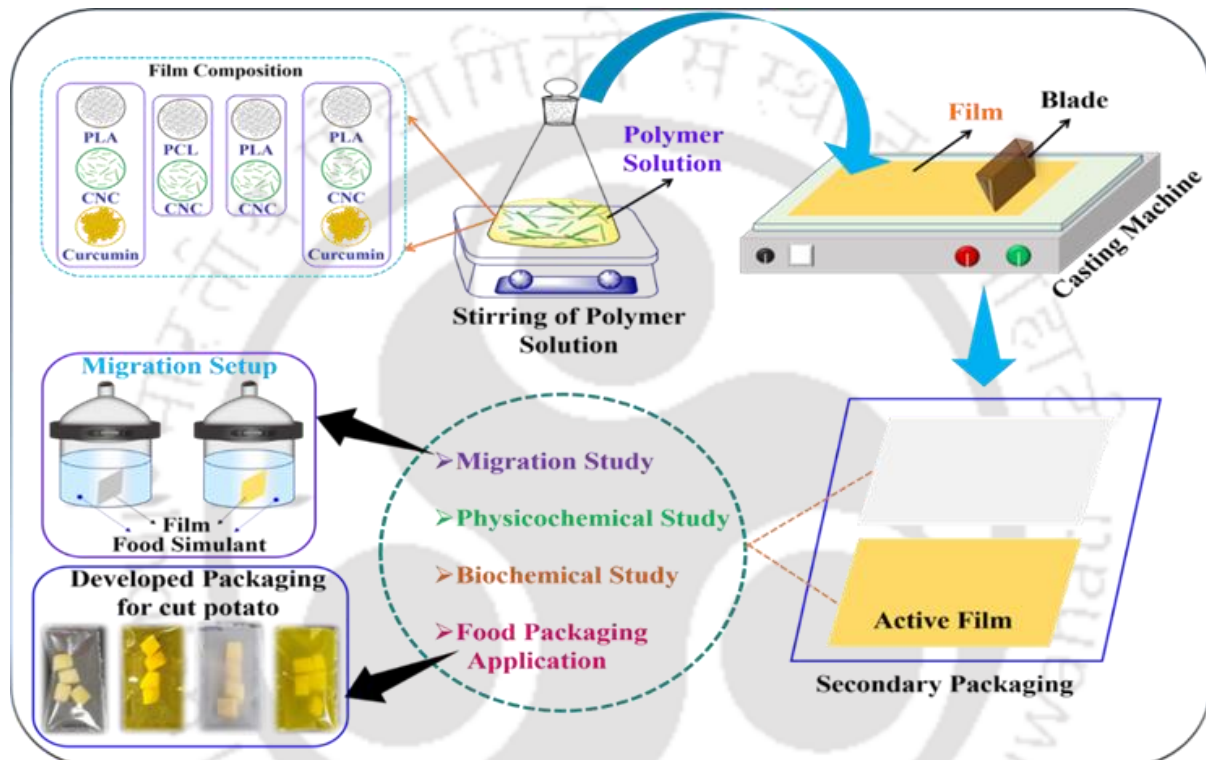 Film Composition
PLA
CNC
Curcumin
PCL
CNC
PLA
CNC
PLA
CNC
Curcumin
Polymer
Solution
Stirring of Polymer
Solution
Film
Blade
Casting Machine
Migration Setup
Film
Food Simulant
Developed Packaging
for cut potato
➢Migration Study
➢Physicochemical Study
➢Biochemical Study
➢Food Packaging
Application
Active Film
Secondary Packaging